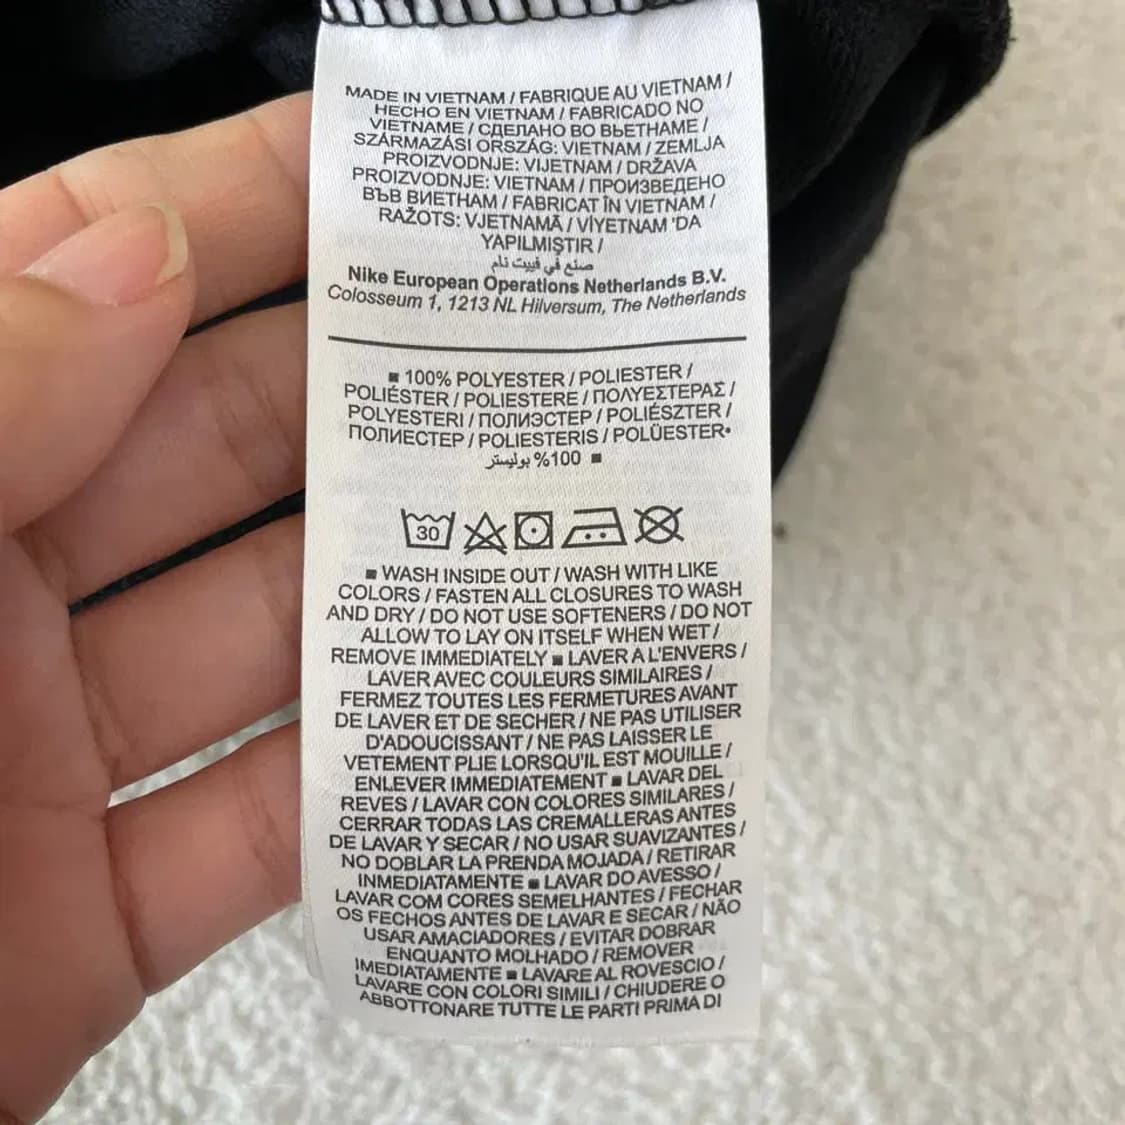 MADE IN VIETNAM / FABRIQUE AU VIETNAM /
HECHO EN VIETNAM / FABRICADO NO
VIETNAME / СДЕЛАНО ВО ВЬЕТНАМЕ /
SZÁRMAZÁSI ORSZÁG: VIETNAM / ZEMLJA
PROIZVODNJE: VIJETNAM / DRŽAVA
PROIZVODNJE: VIETNAM / ПРОИЗВЕДЕНО
ВЪВ ВИЕТНАМ / FABRICAT ÎN VIETNAM /
RAŽOTS: VJETNAMĀ / VİYETNAM 'DA
YAPILMIŞTIR /
صنع في فييت نام
Nike European Operations Netherlands B.V.
Colosseum 1, 1213 NL Hilversum, The Netherlands
■ 100% POLYESTER / POLIESTER /
POLIÉSTER / POLIESTERE / ΠΟΛΥΕΣΤΕΡΑΣ /
POLYESTERI / ПОЛИЭСТЕР / POLIÉSZTER /
ПОЛИЕСТЕР / POLIESTERIS / POLÜESTER•
■ 100% بوليستر
30
■ WASH INSIDE OUT / WASH WITH LIKE
COLORS / FASTEN ALL CLOSURES TO WASH
AND DRY / DO NOT USE SOFTENERS / DO NOT
ALLOW TO LAY ON ITSELF WHEN WET /
REMOVE IMMEDIATELY ■ LAVER A L'ENVERS /
LAVER AVEC COULEURS SIMILAIRES /
FERMEZ TOUTES LES FERMETURES AVANT
DE LAVER ET DE SECHER / NE PAS UTILISER
D'ADOUCISSANT / NE PAS LAISSER LE
VETEMENT PLIE LORSQU'IL EST MOUILLE /
ENLEVER IMMEDIATEMENT ■ LAVAR DEL
REVES / LAVAR CON COLORES SIMILARES /
CERRAR TODAS LAS CREMALLERAS ANTES
DE LAVAR Y SECAR / NO USAR SUAVIZANTES /
NO DOBLAR LA PRENDA MOJADA / RETIRAR
INMEDIATAMENTE ■ LAVAR DO AVESSO /
LAVAR COM CORES SEMELHANTES / FECHAR
OS FECHOS ANTES DE LAVAR E SECAR / NÃO
USAR AMACIADORES / EVITAR DOBRAR
ENQUANTO MOLHADO / REMOVER
IMEDIATAMENTE ■ LAVARE AL ROVESCIO /
LAVARE CON COLORI SIMILI / CHIUDERE O
ABBOTTONARE TUTTE LE PARTI PRIMA DI